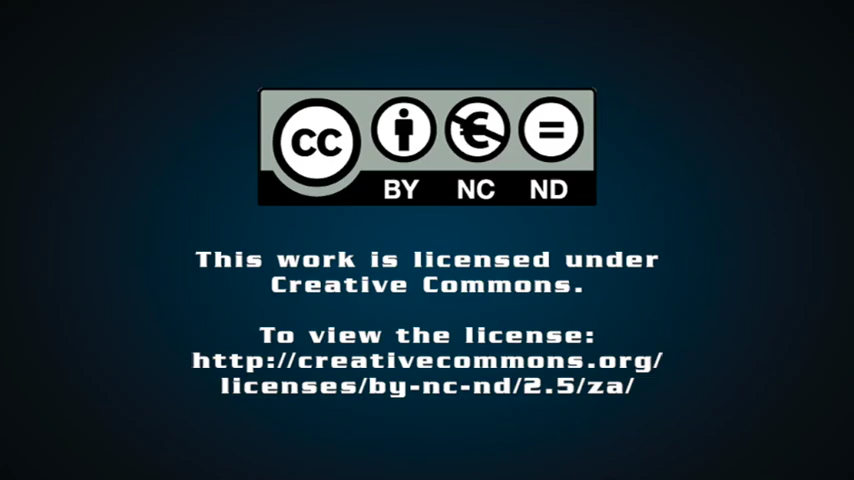 CC
BY NC ND
This work is licensed under
Creative Commons.
To view the license:
http://creativecommons.org/
licenses/by-nc-nd/2.5/za/